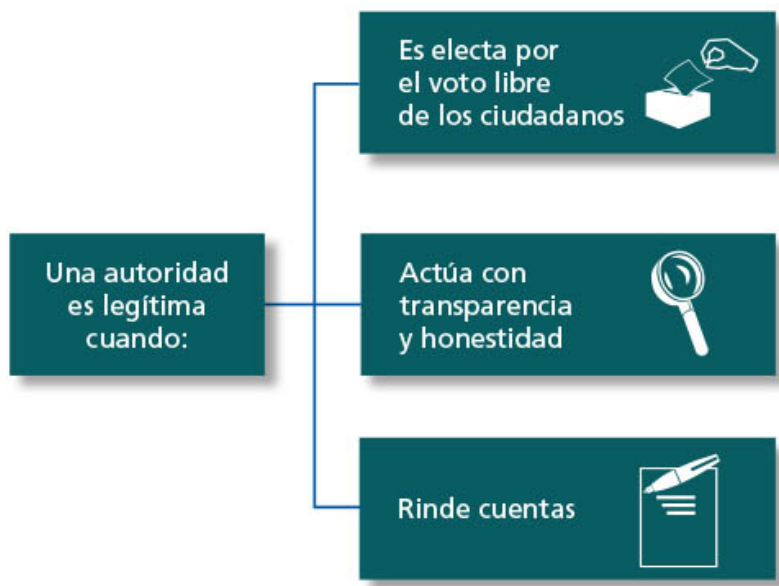 Una autoridad
es legítima
cuando:
Es electa por
el voto libre
de los ciudadanos
Actúa con
transparencia
y honestidad
Rinde cuentas